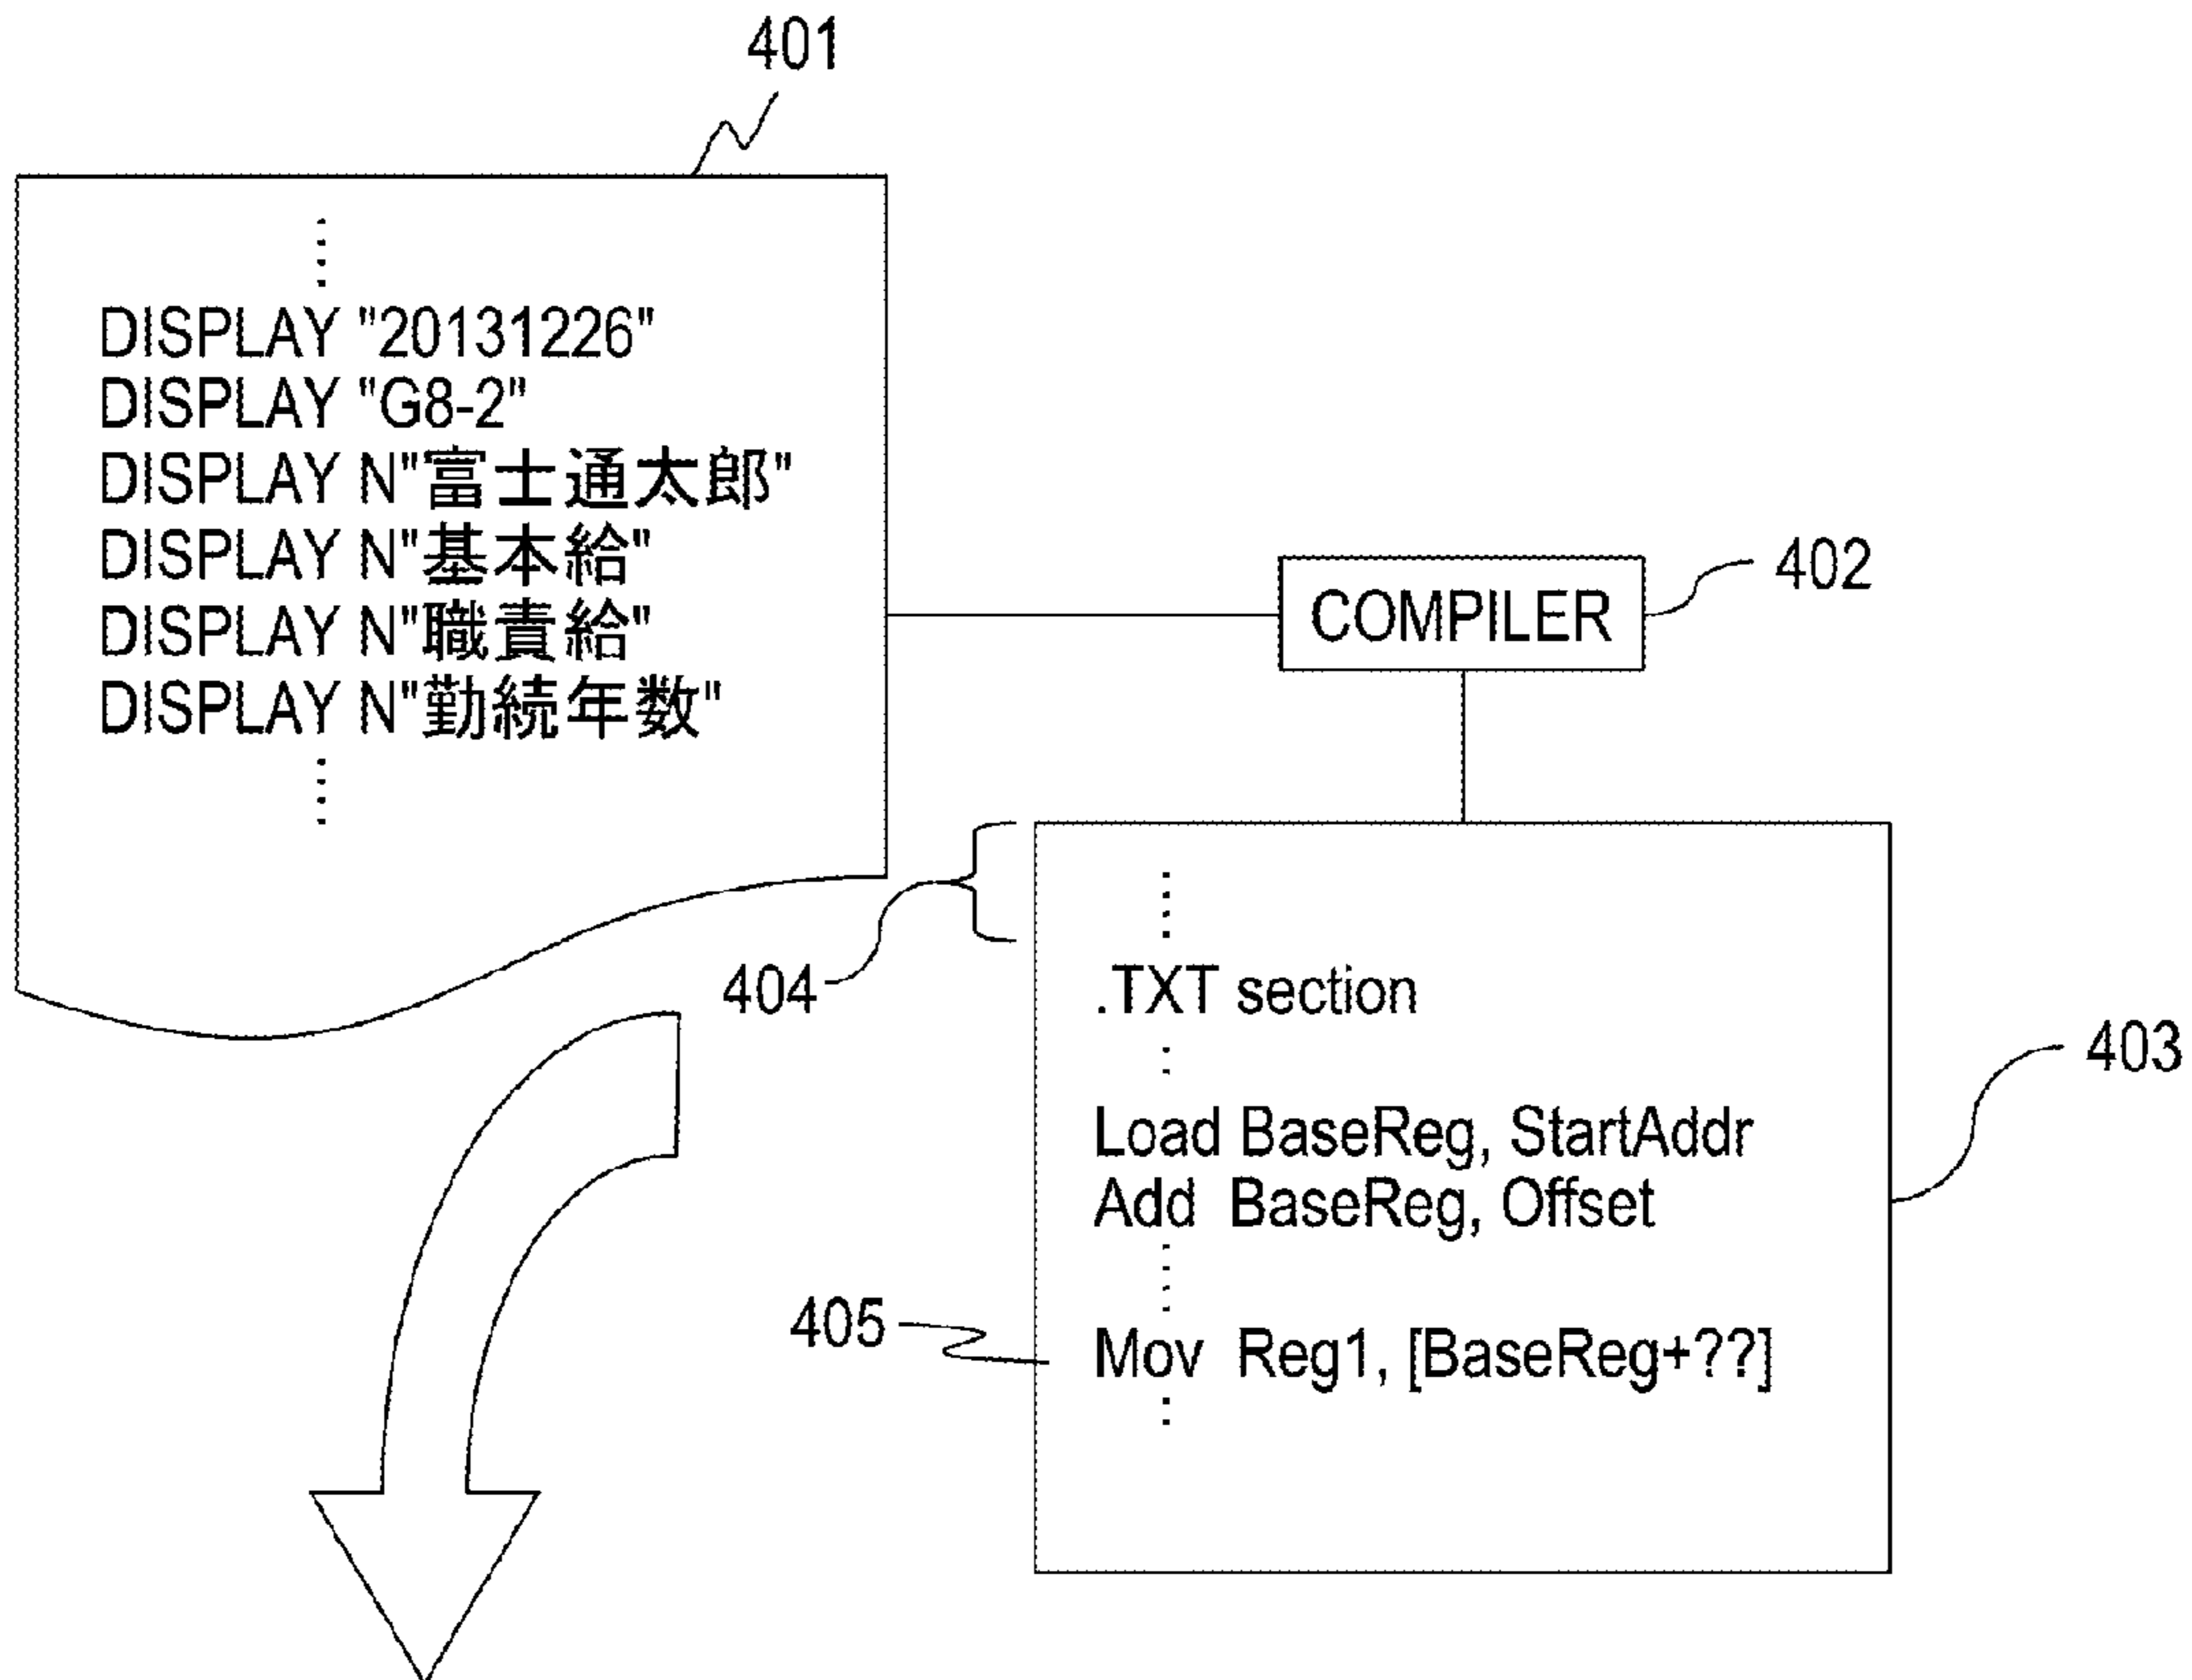 401
DISPLAY "20131226"
DISPLAY "G8-2"
DISPLAY N"富士通太郎"
DISPLAY N"基本給"
DISPLAY N"職責給"
DISPLAY N"勤続年数"
COMPILER
402
404
.TXT section
403
Load BaseReg, StartAddr
Add BaseReg, Offset
405
Mov Reg1, [BaseReg+??]